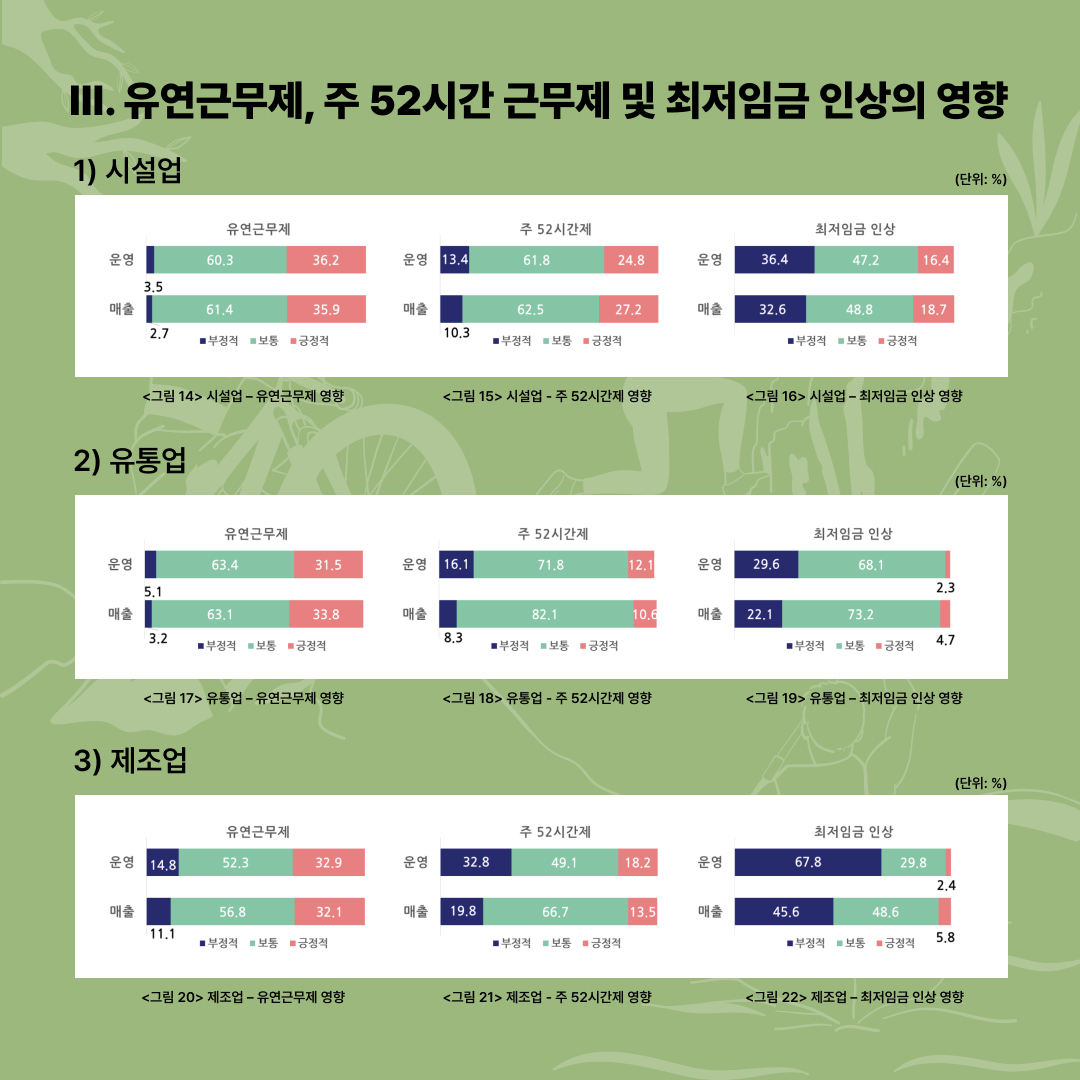 III. 유연근무제, 주 52시간 근무제 및 최저임금 인상의 영향
1) 시설업
(단위: %)
유연근무제
운영 60.3 36.2
3.5
매출 61.4 35.9
2.7
부정적 보통 긍정적
주 52시간제
운영 13.4 61.8 24.8
매출 62.5 27.2
10.3
부정적 보통 긍정적
최저임금 인상
운영 36.4 47.2 16.4
매출 32.6 48.8 18.7
부정적 보통 긍정적
<그림 14> 시설업 – 유연근무제 영향
<그림 15> 시설업 - 주 52시간제 영향
<그림 16> 시설업 – 최저임금 인상 영향
2) 유통업
(단위: %)
유연근무제
운영 63.4 31.5
5.1
매출 63.1 33.8
3.2
부정적 보통 긍정적
주 52시간제
운영 16.1 71.8 12.1
매출 82.1 10.6
8.3
부정적 보통 긍정적
최저임금 인상
운영 29.6 68.1
2.3
매출 22.1 73.2
4.7
부정적 보통 긍정적
<그림 17> 유통업 – 유연근무제 영향
<그림 18> 유통업 - 주 52시간제 영향
<그림 19> 유통업 – 최저임금 인상 영향
3) 제조업
(단위: %)
유연근무제
운영 14.8 52.3 32.9
매출 56.8 32.1
11.1
부정적 보통 긍정적
주 52시간제
운영 32.8 49.1 18.2
매출 19.8 66.7 13.5
부정적 보통 긍정적
최저임금 인상
운영 67.8 29.8
2.4
매출 45.6 48.6
5.8
부정적 보통 긍정적
<그림 20> 제조업 – 유연근무제 영향
<그림 21> 제조업 - 주 52시간제 영향
<그림 22> 제조업 – 최저임금 인상 영향